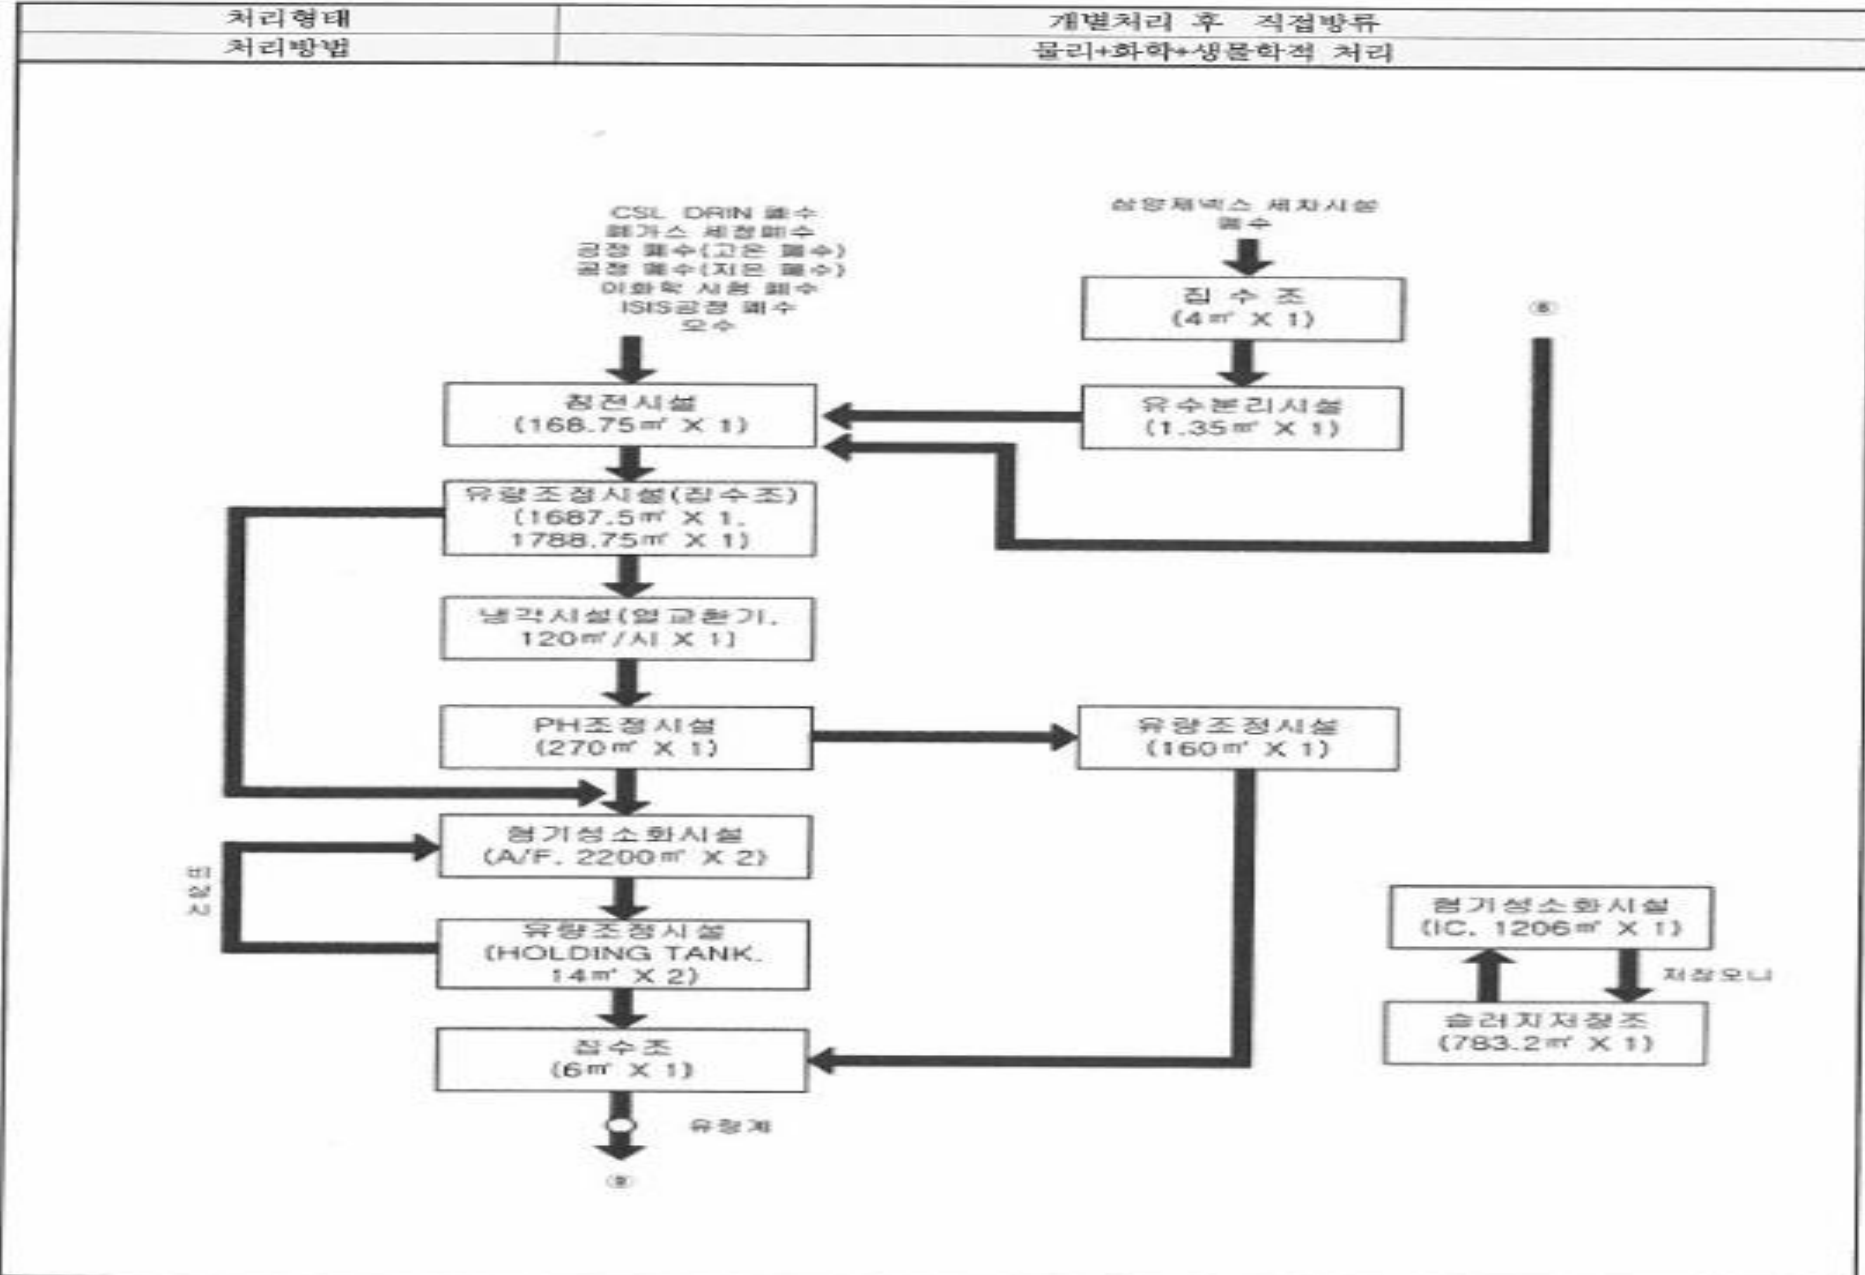 처리형태
개별처리 후 직접방류
처리방법
물리+화학+생물학적 처리
CSL DRIN 폐수
폐가스 세정폐수
공정 폐수(고온 폐수)
공정 폐수(저온 폐수)
이화학 시험 폐수
ISIS공정 폐수
오수
삼양제넥스 세차시설
폐수
집 수 조
(4㎥ X 1)
침전시설
(168.75㎥ X 1)
유수분리시설
(1.35㎥ X 1)
유량조정시설(집수조)
(1687.5㎥ X 1.
1788.75㎥ X 1)
냉각시설(열교환기.
120㎥/시 X 1)
PH조정시설
(270㎥ X 1)
유량조정시설
(160㎥ X 1)
혐기성소화시설
(A/F. 2200㎥ X 2)
비상시
유량조정시설
(HOLDING TANK.
14㎥ X 2)
혐기성소화시설
(IC. 1206㎥ X 1)
저장오니
슬러지저장조
(783.2㎥ X 1)
집수조
(6㎥ X 1)
유량계